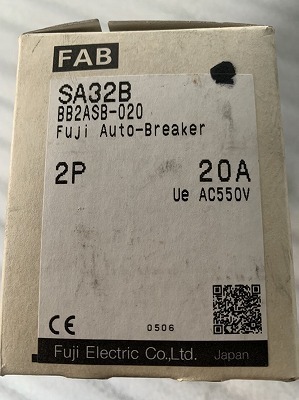 FAB
SA32B
BB2ASB-020
Fuji Auto-Breaker
2P 20A
Ue AC550V
CE 0506
Fuji Electric Co.,Ltd. Japan